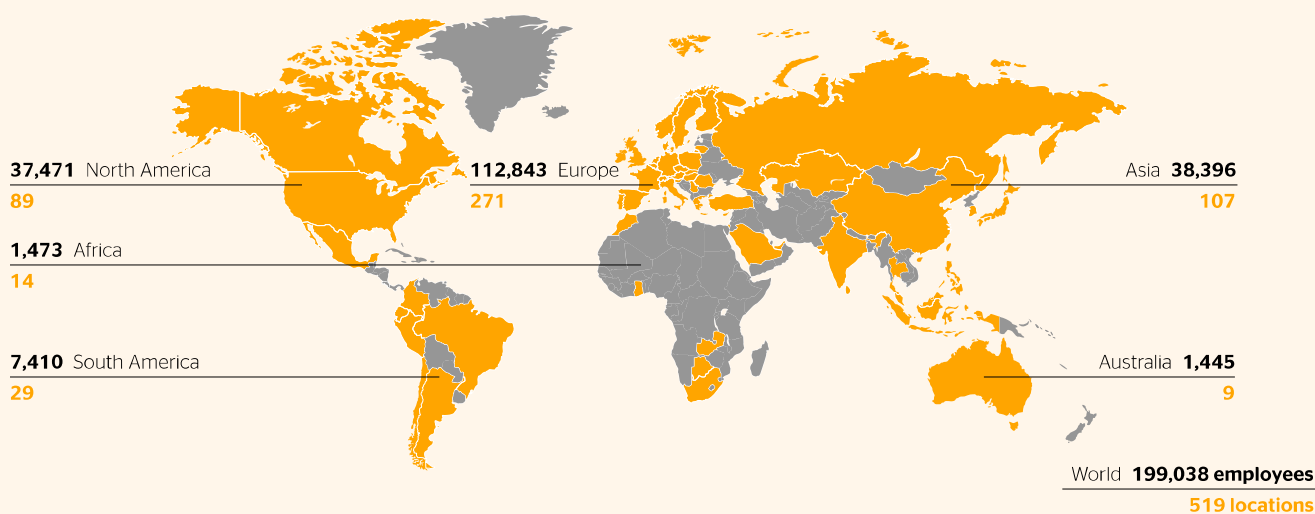 37,471 North America
89
112,843 Europe
271
Asia 38,396
107
1,473 Africa
14
7,410 South America
29
Australia 1,445
9
World 199,038 employees
519 locations